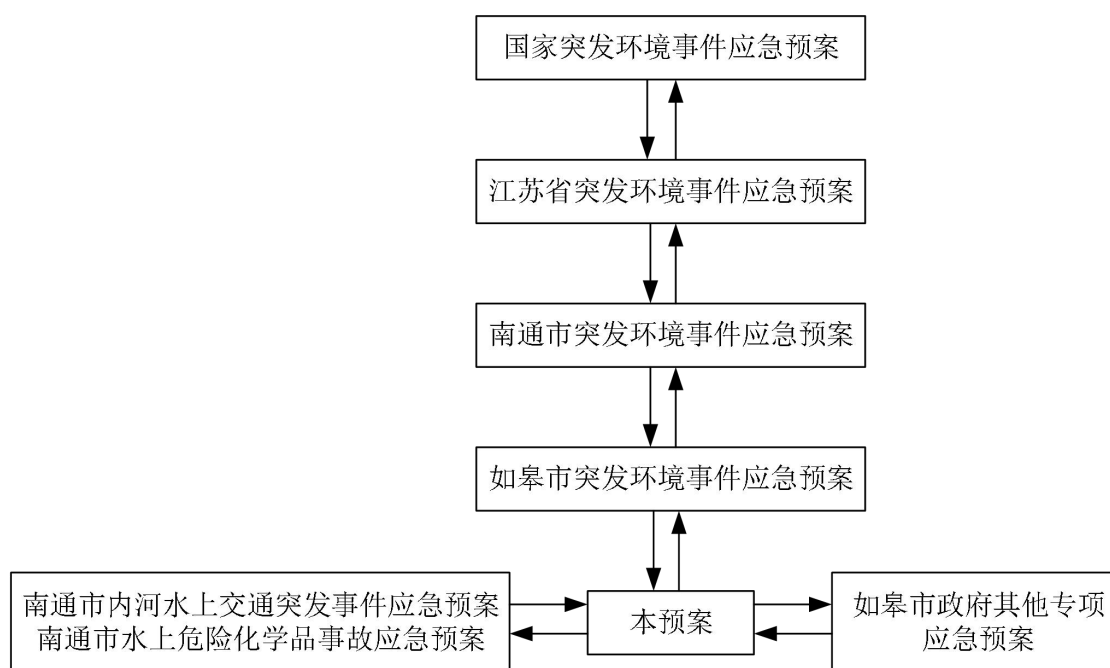 国家突发环境事件应急预案
江苏省突发环境事件应急预案
南通市突发环境事件应急预案
如皋市突发环境事件应急预案
南通市内河水上交通突发事件应急预案
南通市水上危险化学品事故应急预案
本预案
如皋市政府其他专项
应急预案